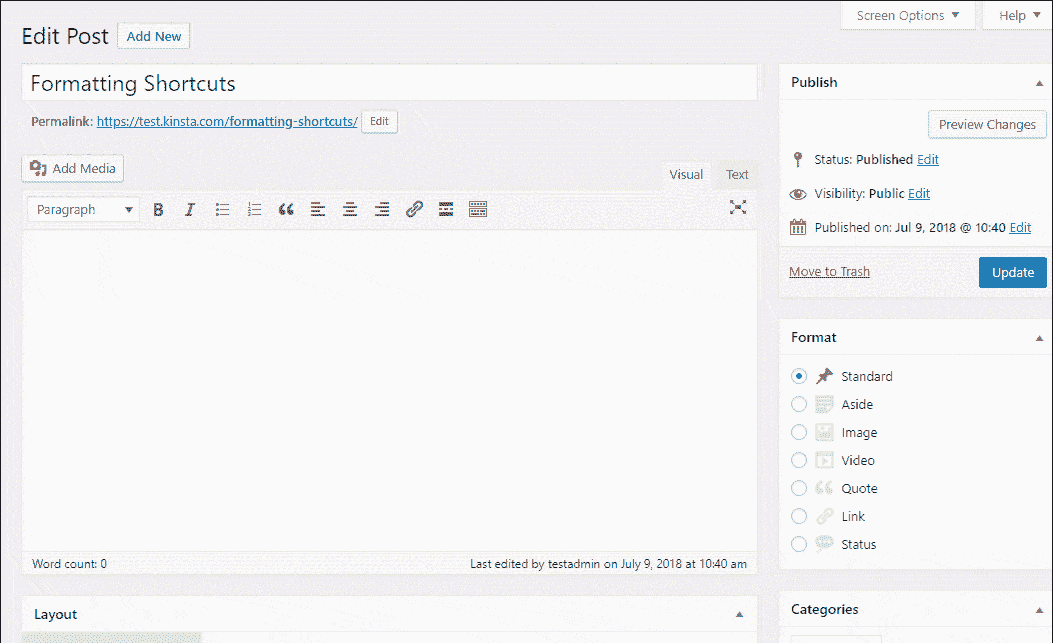 Screen Options ▼ Help ▼
Edit Post Add New
Formatting Shortcuts
Permalink: https://test.kinsta.com/formatting-shortcuts/ Edit
Add Media
Visual Text
Paragraph B I
Word count: 0 Last edited by testadmin on July 9, 2018 at 10:40 am
Layout
Publish
Preview Changes
Status: Published Edit
Visibility: Public Edit
Published on: Jul 9, 2018 @ 10:40 Edit
Move to Trash Update
Format
Standard
Aside
Image
Video
Quote
Link
Status
Categories